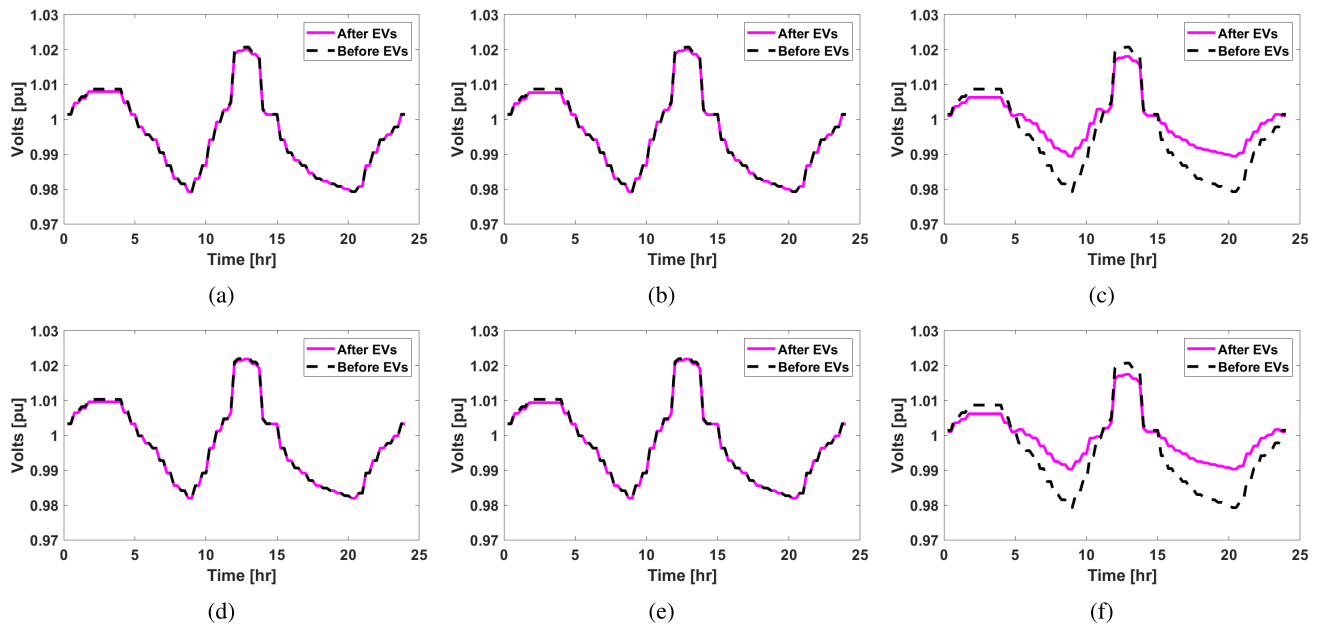 1.03
1.02
1.01
1
0.99
0.98
0.97
Volts [pu]
After EVs
Before EVs
0 5 10 15 20 25
Time [hr]
(a)
1.03
1.02
1.01
1
0.99
0.98
0.97
Volts [pu]
After EVs
Before EVs
0 5 10 15 20 25
Time [hr]
(b)
1.03
1.02
1.01
1
0.99
0.98
0.97
Volts [pu]
After EVs
Before EVs
0 5 10 15 20 25
Time [hr]
(c)
1.03
1.02
1.01
1
0.99
0.98
0.97
Volts [pu]
After EVs
Before EVs
0 5 10 15 20 25
Time [hr]
(d)
1.03
1.02
1.01
1
0.99
0.98
0.97
Volts [pu]
After EVs
Before EVs
0 5 10 15 20 25
Time [hr]
(e)
1.03
1.02
1.01
1
0.99
0.98
0.97
Volts [pu]
After EVs
Before EVs
0 5 10 15 20 25
Time [hr]
(f)